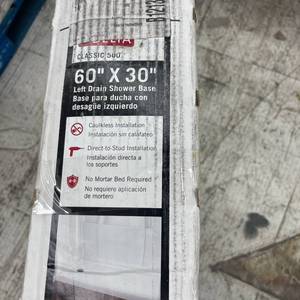 CLASSIC 500
60" X 30"
Left Drain Shower Base
Base para ducha con
desagüe izquierdo
Caulkless Installation
Instalación sin calafateo
Direct-to-Stud Installation
Instalación directa a
los soportes
No Mortar Bed Required
No requiere aplicación
de mortero